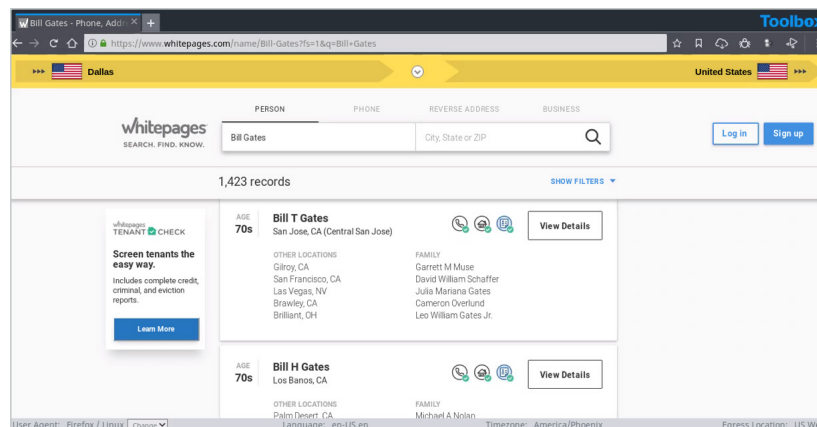 Bill Gates - Phone, Addr
Toolbox
https://www.whitepages.com/name/Bill-Gates?fs=1&q=Bill+Gates
Dallas
United States
PERSON PHONE REVERSE ADDRESS BUSINESS
whitepages
SEARCH. FIND. KNOW.
Bill Gates
City, State or ZIP
Log in
Sign up
1,423 records
SHOW FILTERS
whitepages
TENANT CHECK
Screen tenants the
easy way.
Includes complete credit,
criminal, and eviction
reports.
Learn More
AGE
70s
Bill T Gates
San Jose, CA (Central San Jose)
View Details
OTHER LOCATIONS
Gilroy, CA
San Francisco, CA
Las Vegas, NV
Brawley, CA
Brilliant, OH
FAMILY
Garrett M Muse
David William Schaffer
Julia Mariana Gates
Cameron Overlund
Leo William Gates Jr.
AGE
70s
Bill H Gates
Los Banos, CA
View Details
OTHER LOCATIONS
Palm Desert, CA
FAMILY
Michael A Nolan
User Agent: Firefox / Linux Change Language: en-US,en Timezone: America/Phoenix Egress Location: US We